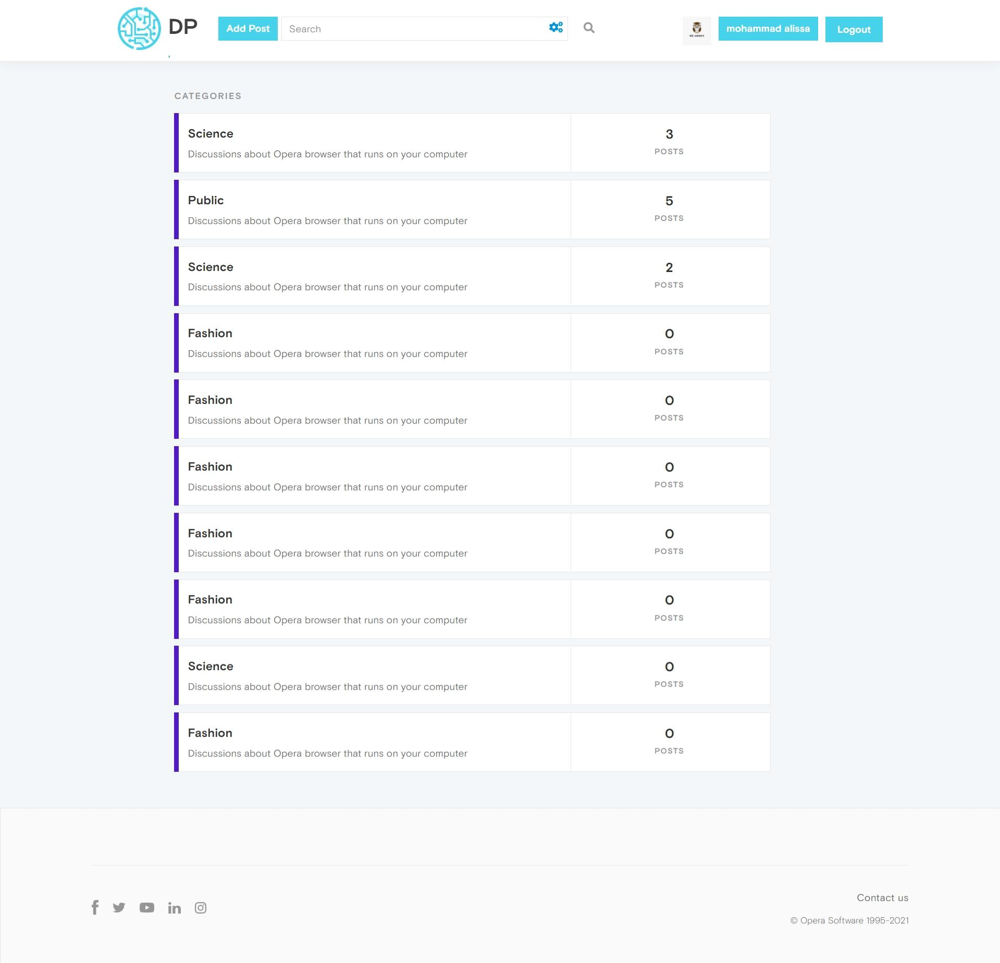 DP
Add Post
Search
mohammad alissa
Logout
,
CATEGORIES
Science
Discussions about Opera browser that runs on your computer
3
POSTS
Public
Discussions about Opera browser that runs on your computer
5
POSTS
Science
Discussions about Opera browser that runs on your computer
2
POSTS
Fashion
Discussions about Opera browser that runs on your computer
0
POSTS
Fashion
Discussions about Opera browser that runs on your computer
0
POSTS
Fashion
Discussions about Opera browser that runs on your computer
0
POSTS
Fashion
Discussions about Opera browser that runs on your computer
0
POSTS
Fashion
Discussions about Opera browser that runs on your computer
0
POSTS
Science
Discussions about Opera browser that runs on your computer
0
POSTS
Fashion
Discussions about Opera browser that runs on your computer
0
POSTS
Contact us
© Opera Software 1995-2021